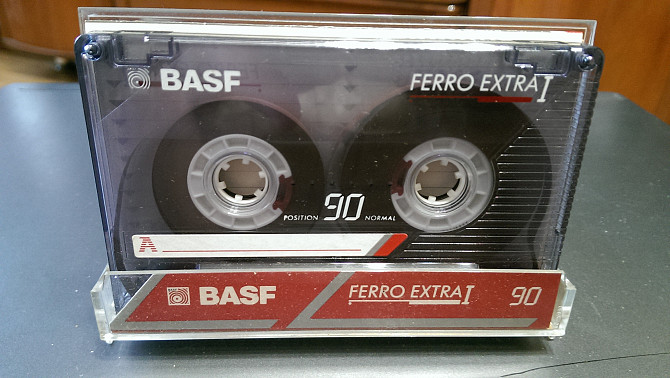 BASF FERRO EXTRA I
POSITION 90 NORMAL
A
BASF FERRO EXTRA I 90